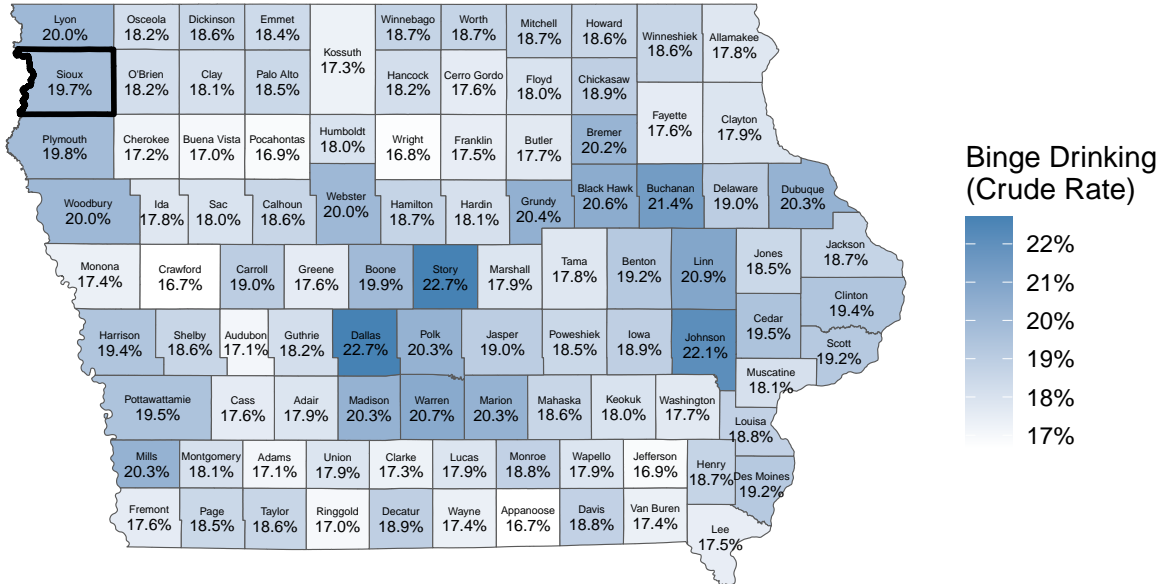 Lyon
20.0%
Osceola
18.2%
Dickinson
18.6%
Emmet
18.4%
Kossuth
17.3%
Winnebago
18.7%
Worth
18.7%
Mitchell
18.7%
Howard
18.6%
Winneshiek
18.6%
Allamakee
17.8%
Sioux
19.7%
O'Brien
18.2%
Clay
18.1%
Palo Alto
18.5%
Hancock
18.2%
Cerro Gordo
17.6%
Floyd
18.0%
Chickasaw
18.9%
Fayette
17.6%
Clayton
17.9%
Plymouth
19.8%
Cherokee
17.2%
Buena Vista
17.0%
Pocahontas
16.9%
Humboldt
18.0%
Wright
16.8%
Franklin
17.5%
Butler
17.7%
Bremer
20.2%
Woodbury
20.0%
Ida
17.8%
Sac
18.0%
Calhoun
18.6%
Webster
20.0%
Hamilton
18.7%
Hardin
18.1%
Grundy
20.4%
Black Hawk
20.6%
Buchanan
21.4%
Delaware
19.0%
Dubuque
20.3%
Monona
17.4%
Crawford
16.7%
Carroll
19.0%
Greene
17.6%
Boone
19.9%
Story
22.7%
Marshall
17.9%
Tama
17.8%
Benton
19.2%
Linn
20.9%
Jones
18.5%
Jackson
18.7%
Clinton
19.4%
Harrison
19.4%
Shelby
18.6%
Audubon
17.1%
Guthrie
18.2%
Dallas
22.7%
Polk
20.3%
Jasper
19.0%
Poweshiek
18.5%
Iowa
18.9%
Johnson
22.1%
Cedar
19.5%
Scott
19.2%
Muscatine
18.1%
Pottawattamie
19.5%
Cass
17.6%
Adair
17.9%
Madison
20.3%
Warren
20.7%
Marion
20.3%
Mahaska
18.6%
Keokuk
18.0%
Washington
17.7%
Louisa
18.8%
Mills
20.3%
Montgomery
18.1%
Adams
17.1%
Union
17.9%
Clarke
17.3%
Lucas
17.9%
Monroe
18.8%
Wapello
17.9%
Jefferson
16.9%
Henry
18.7%
Des Moines
19.2%
Fremont
17.6%
Page
18.5%
Taylor
18.6%
Ringgold
17.0%
Decatur
18.9%
Wayne
17.4%
Appanoose
16.7%
Davis
18.8%
Van Buren
17.4%
Lee
17.5%
Binge Drinking
(Crude Rate)
22%
21%
20%
19%
18%
17%